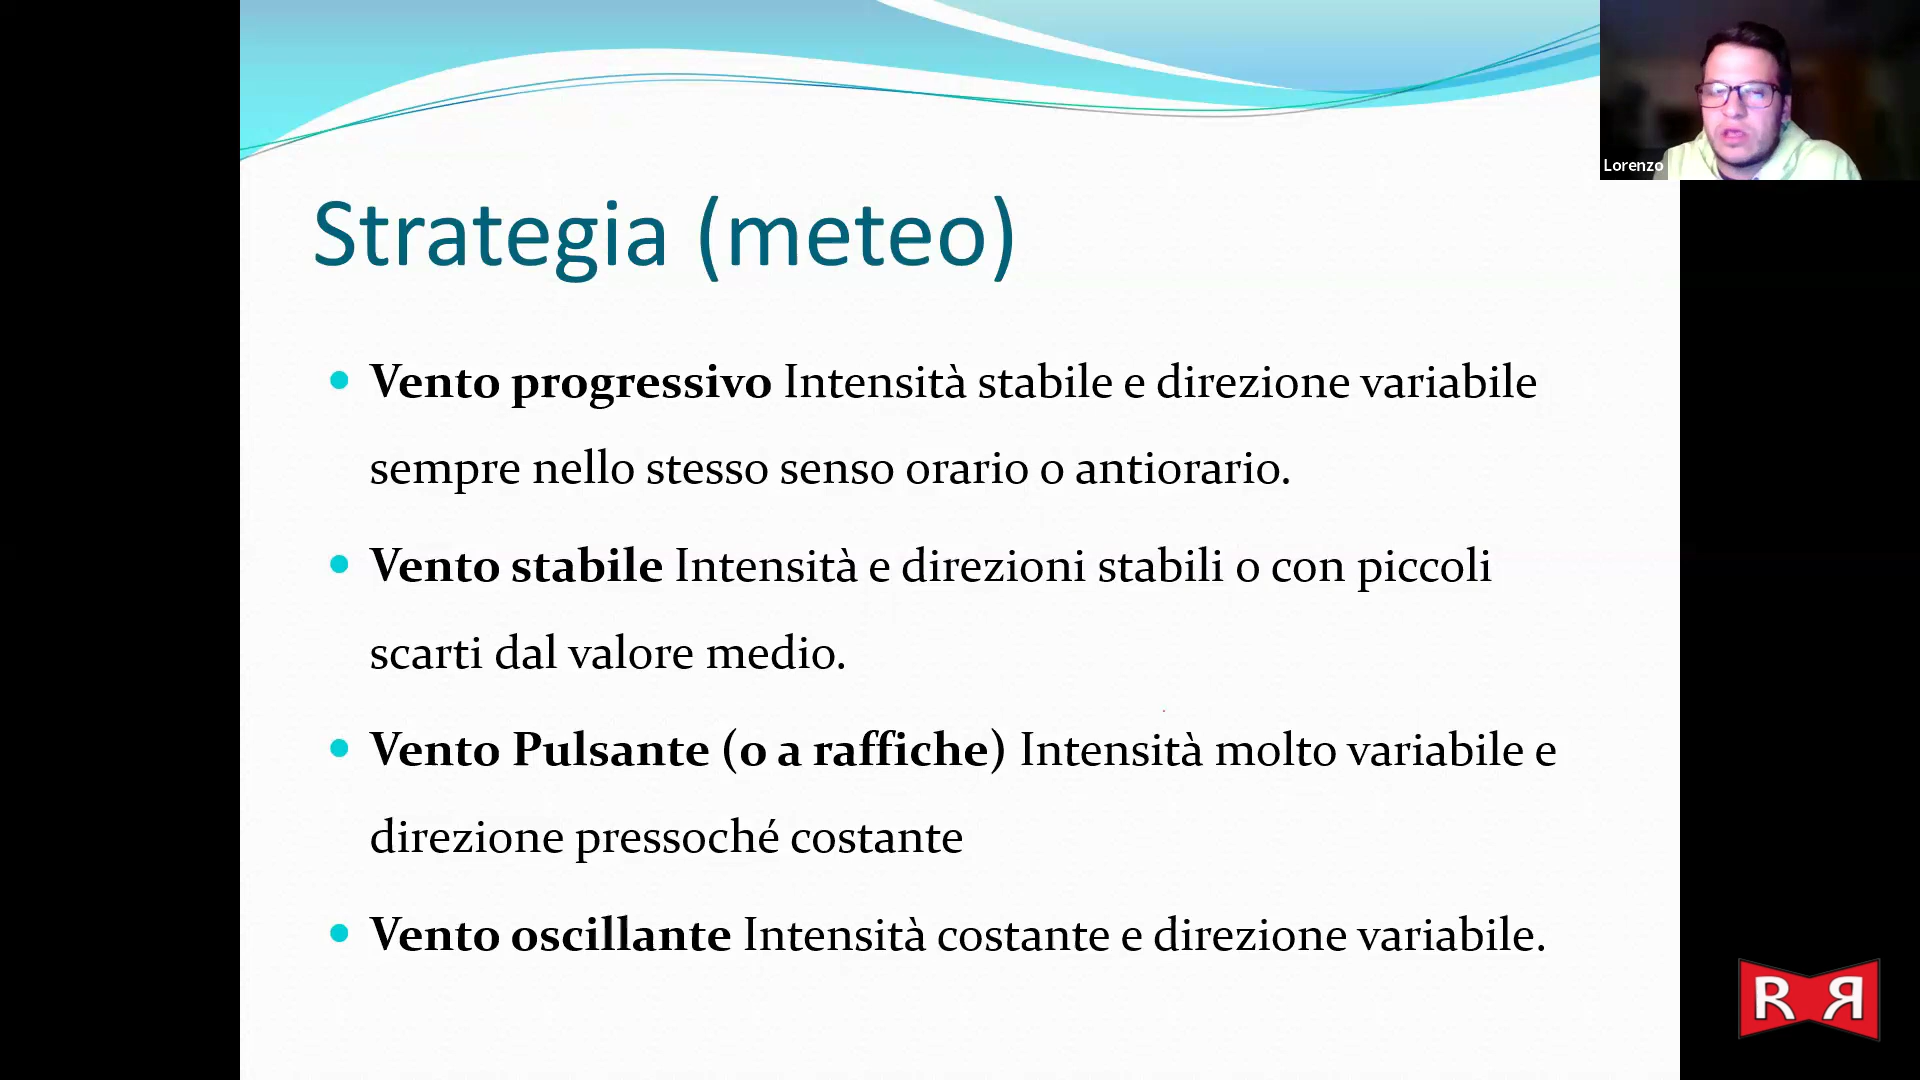 Lorenzo
Strategia (meteo)
Vento progressivo Intensità stabile e direzione variabile
sempre nello stesso senso orario o antiorario.
Vento stabile Intensità e direzioni stabili o con piccoli
scarti dal valore medio.
Vento Pulsante (o a raffiche) Intensità molto variabile e
direzione pressoché costante
Vento oscillante Intensità costante e direzione variabile.
R R